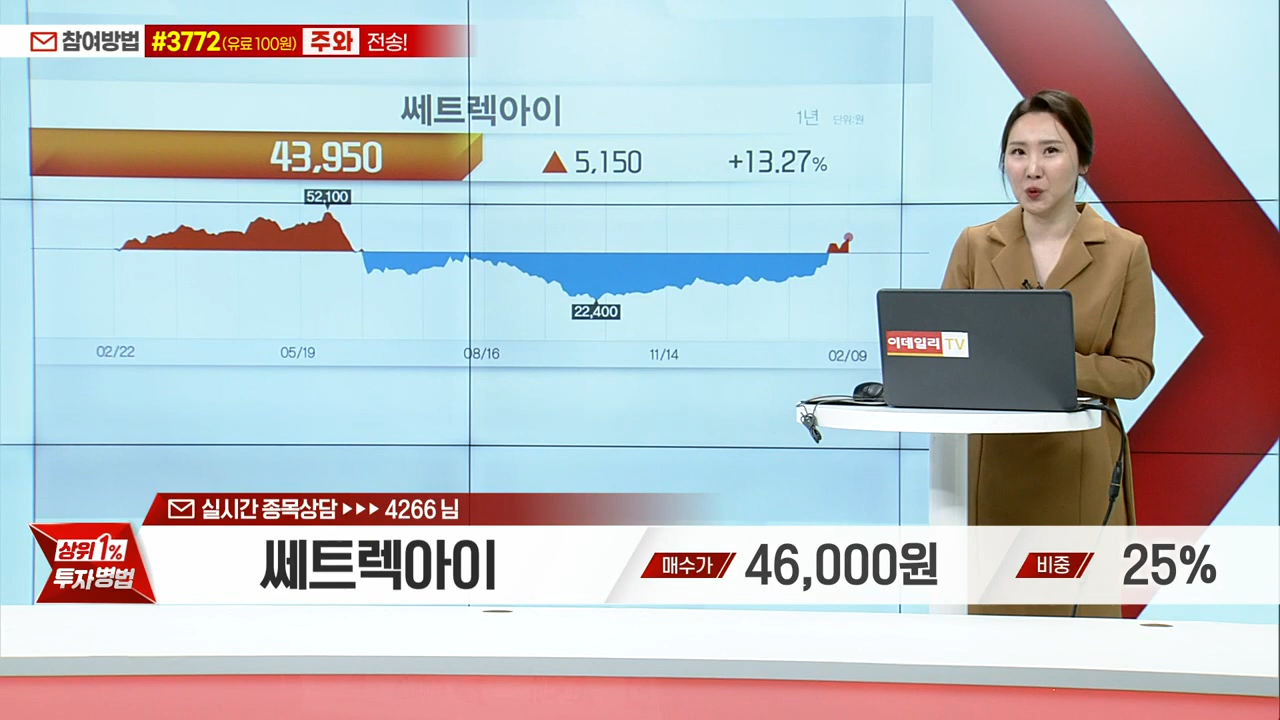 참여방법 #3772 (유료 100원) 주와 전송!
쎄트렉아이
1년 단위:원
43,950 ▲ 5,150 +13.27%
52,100
22,400
02/22 05/19 08/16 11/14 02/09
이데일리 TV
실시간 종목상담 ▶▶▶ 4266 님
상위 1%
투자병법
쎄트렉아이 매수가 46,000원 비중 25%